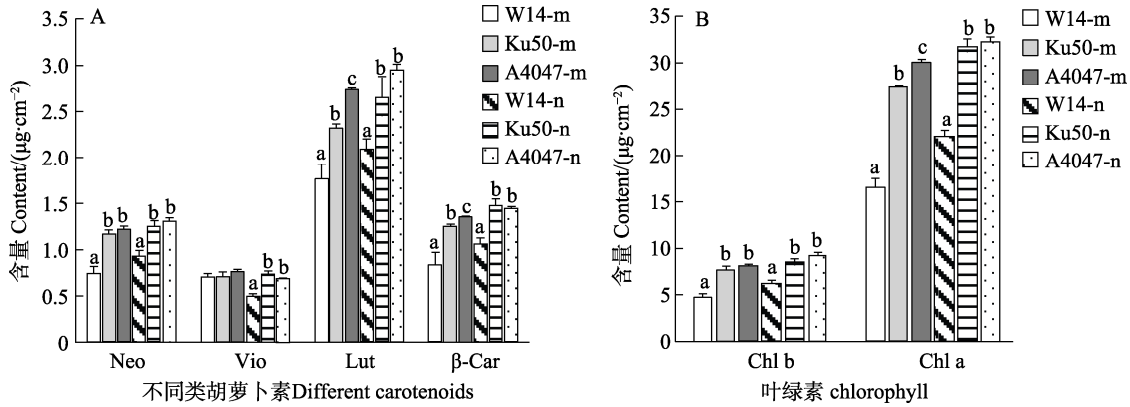 A
W14-m
Ku50-m
A4047-m
W14-n
Ku50-n
A4047-n
含量 Content/(μg·cm⁻²)
3.5
3.0
2.5
2.0
1.5
1.0
0.5
0
a b b a b b
a b b
a b c a b b
a b c a b b
Neo Vio Lut β-Car
不同类胡萝卜素Different carotenoids
B
W14-m
Ku50-m
A4047-m
W14-n
Ku50-n
A4047-n
含量 Content/(μg·cm⁻²)
35
30
25
20
15
10
5
0
a b b a b b
a b c a b b
Chl b Chl a
叶绿素 chlorophyll